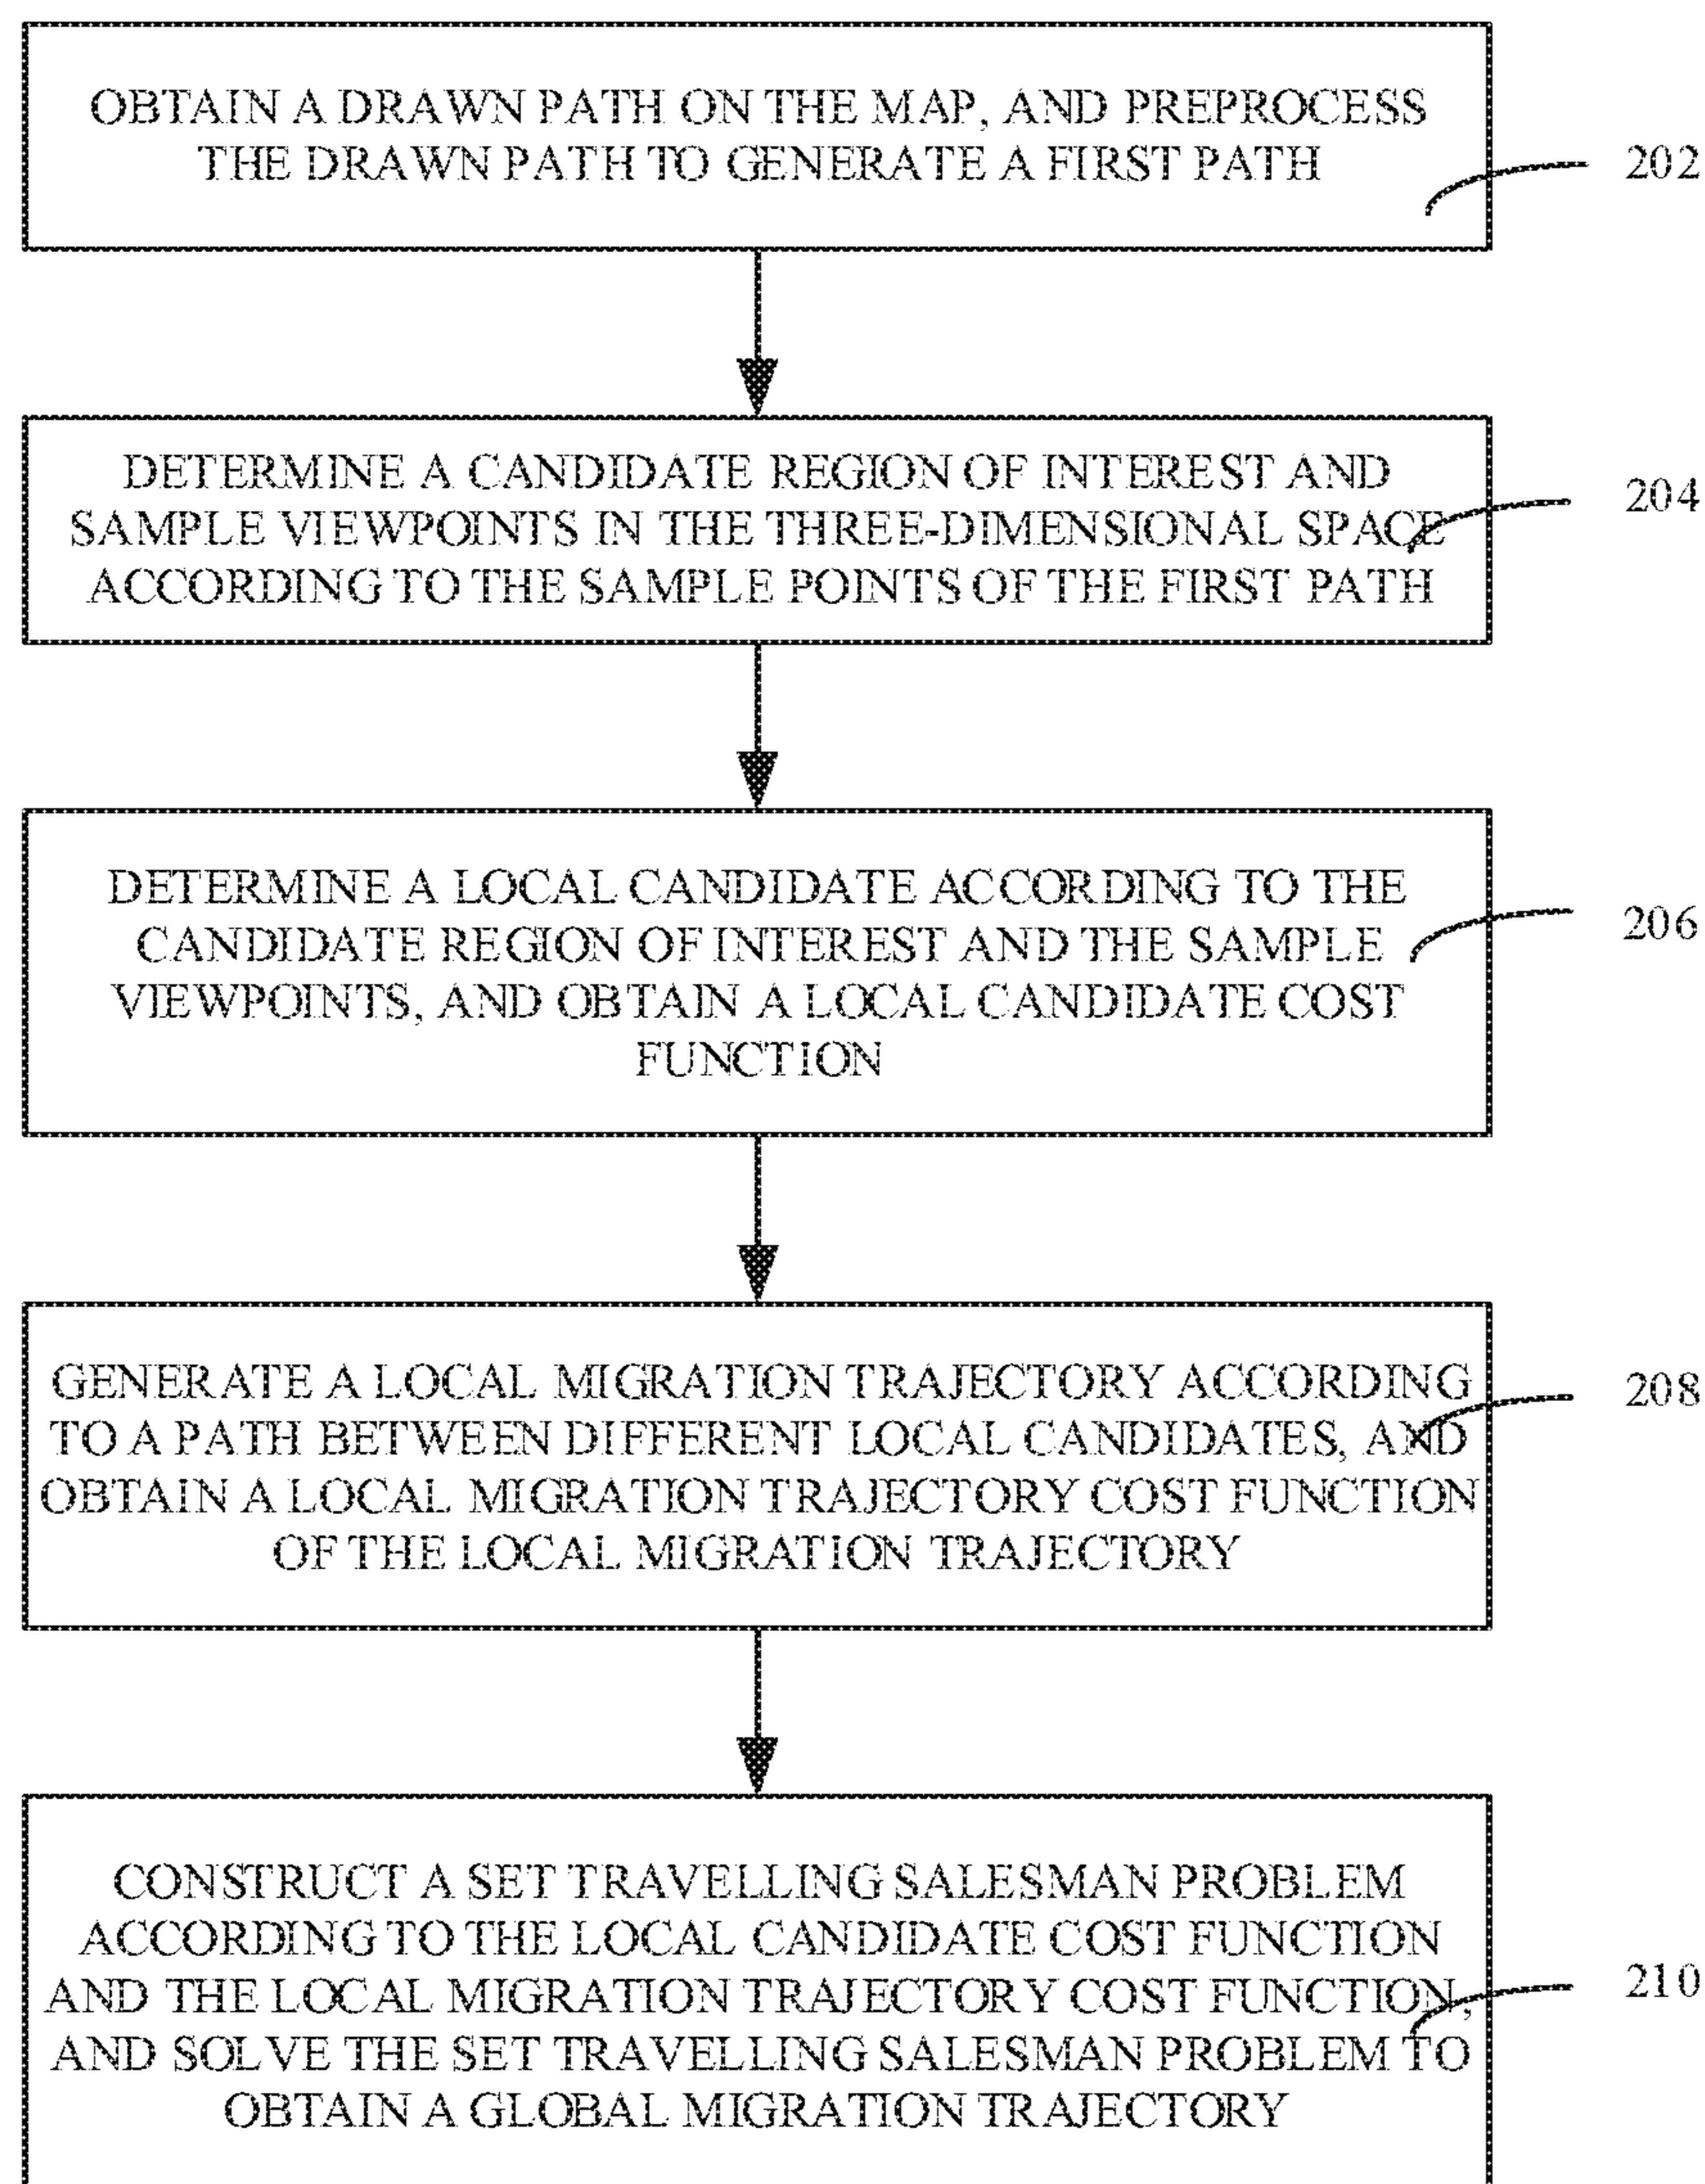 OBTAIN A DRAWN PATH ON THE MAP, AND PREPROCESS
THE DRAWN PATH TO GENERATE A FIRST PATH
202
DETERMINE A CANDIDATE REGION OF INTEREST AND
SAMPLE VIEWPOINTS IN THE THREE-DIMENSIONAL SPACE
ACCORDING TO THE SAMPLE POINTS OF THE FIRST PATH
204
DETERMINE A LOCAL CANDIDATE ACCORDING TO THE
CANDIDATE REGION OF INTEREST AND THE SAMPLE
VIEWPOINTS, AND OBTAIN A LOCAL CANDIDATE COST
FUNCTION
206
GENERATE A LOCAL MIGRATION TRAJECTORY ACCORDING
TO A PATH BETWEEN DIFFERENT LOCAL CANDIDATES, AND
OBTAIN A LOCAL MIGRATION TRAJECTORY COST FUNCTION
OF THE LOCAL MIGRATION TRAJECTORY
208
CONSTRUCT A SET TRAVELLING SALESMAN PROBLEM
ACCORDING TO THE LOCAL CANDIDATE COST FUNCTION
AND THE LOCAL MIGRATION TRAJECTORY COST FUNCTION,
AND SOLVE THE SET TRAVELLING SALESMAN PROBLEM TO
OBTAIN A GLOBAL MIGRATION TRAJECTORY
210